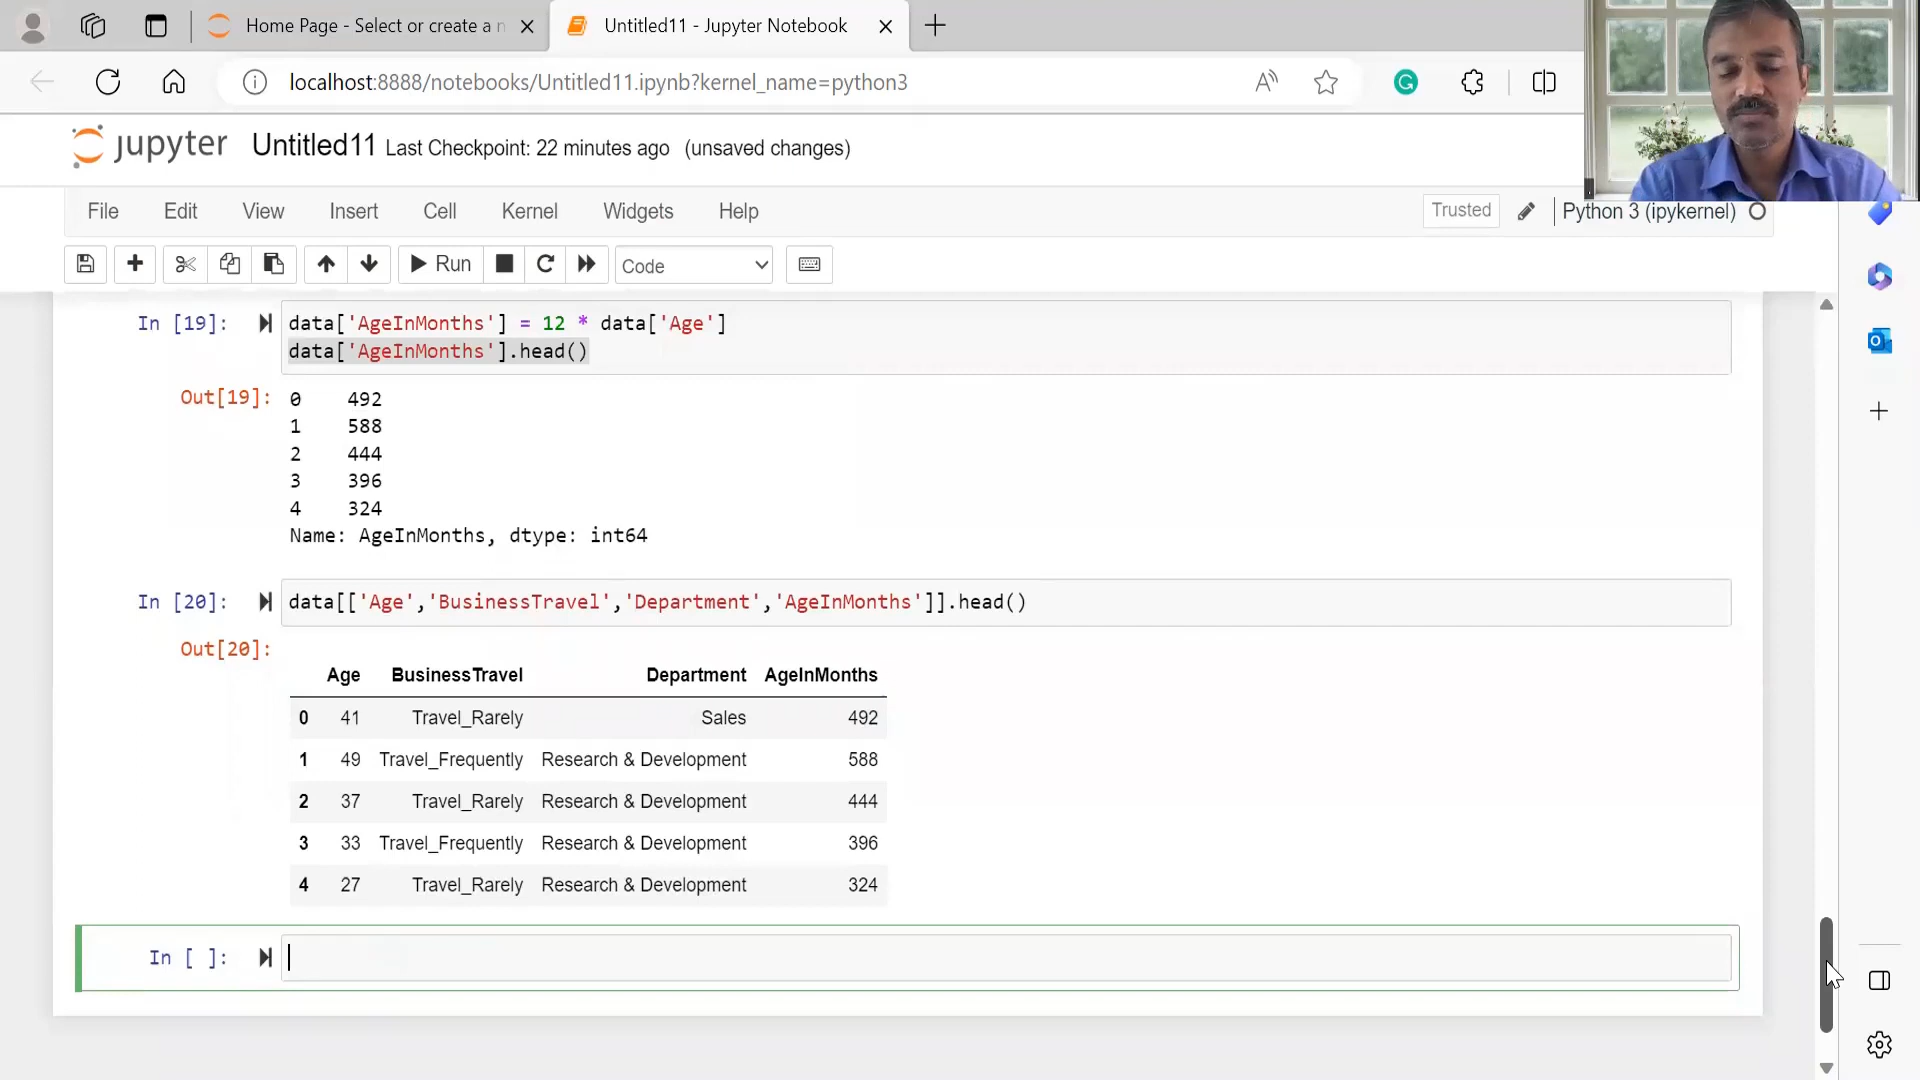 Home Page - Select or create a n
Untitled11 - Jupyter Notebook
localhost:8888/notebooks/Untitled11.ipynb?kernel_name=python3
jupyter Untitled11 Last Checkpoint: 22 minutes ago (unsaved changes)
File Edit View Insert Cell Kernel Widgets Help Trusted Python 3 (ipykernel)
Run Code
In [19]: data['AgeInMonths'] = 12 * data['Age']
data['AgeInMonths'].head()
Out[19]: 0 492
1 588
2 444
3 396
4 324
Name: AgeInMonths, dtype: int64
In [20]: data[['Age','BusinessTravel','Department','AgeInMonths']].head()
Out[20]:
Age BusinessTravel Department AgeInMonths
0 41 Travel_Rarely Sales 492
1 49 Travel_Frequently Research & Development 588
2 37 Travel_Rarely Research & Development 444
3 33 Travel_Frequently Research & Development 396
4 27 Travel_Rarely Research & Development 324
In [ ]: